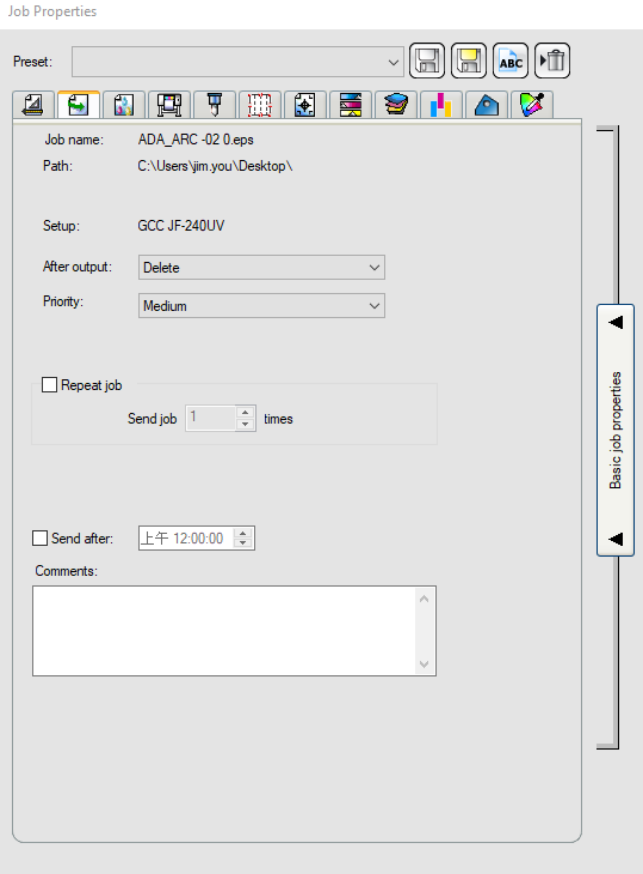 Job Properties
Preset:
ABC
Job name: ADA_ARC -02 0.eps
Path: C:\Users\jim.you\Desktop\
Setup: GCC JF-240UV
After output: Delete
Priority: Medium
Repeat job
Send job 1 times
Basic job properties
Send after: 上午 12:00:00
Comments: